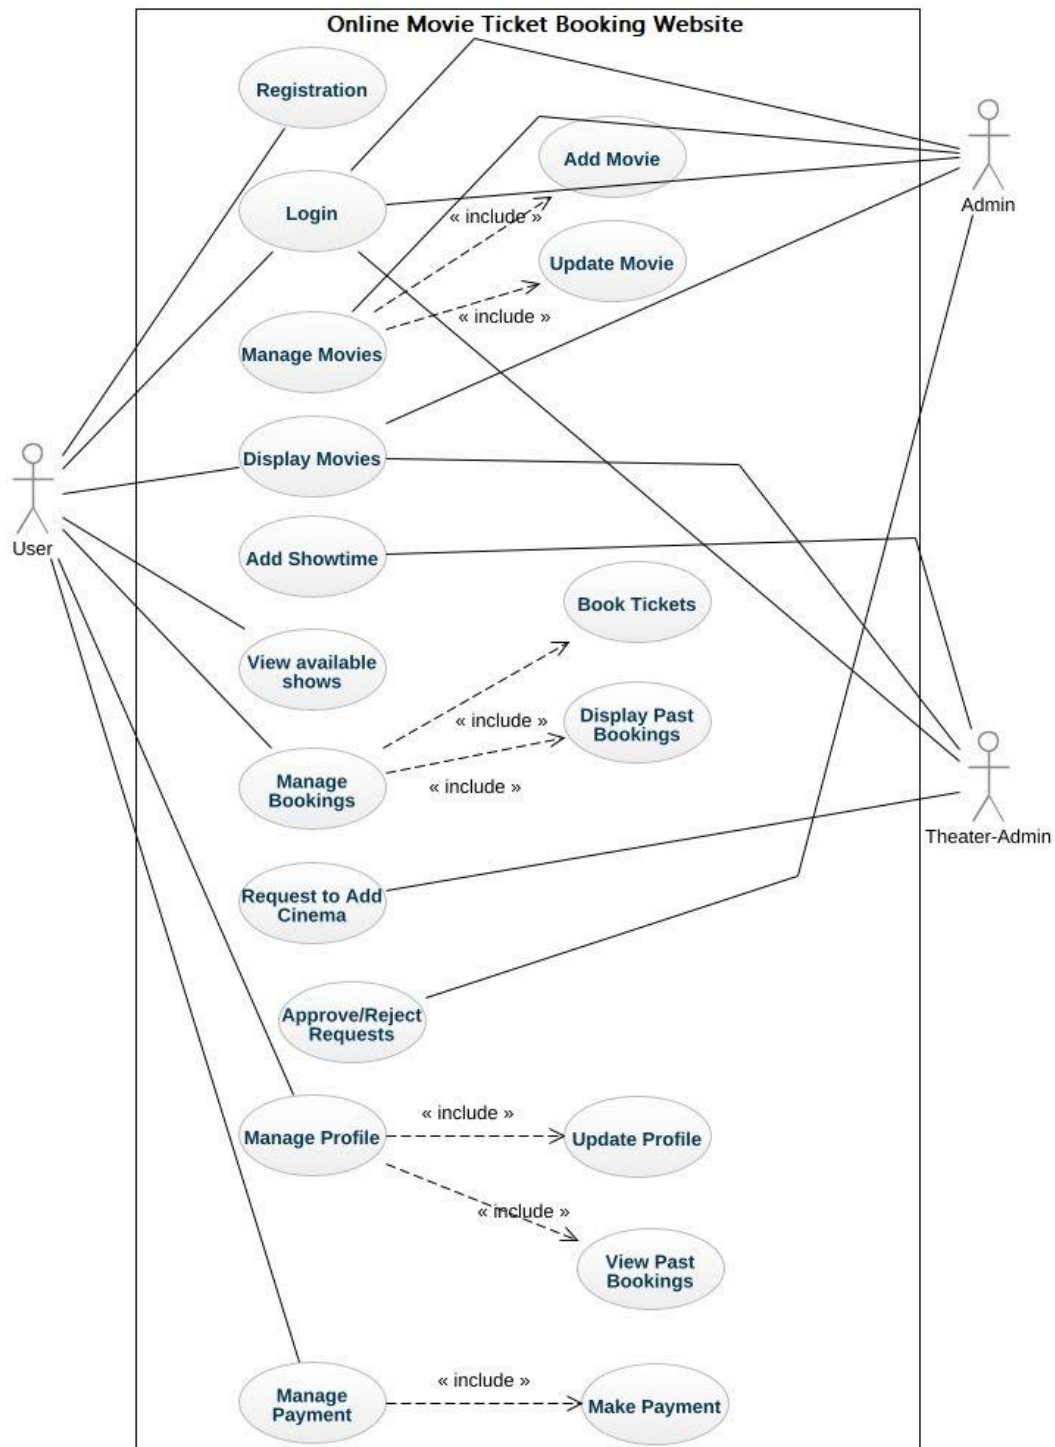 Online Movie Ticket Booking Website
Registration
Admin
Add Movie
Login
« include »
Update Movie
« include »
Manage Movies
Display Movies
User
Add Showtime
Book Tickets
View available
shows
« include »
Display Past
Bookings
Manage
Bookings
« include »
Theater-Admin
Request to Add
Cinema
Approve/Reject
Requests
« include »
Manage Profile
Update Profile
« include »
View Past
Bookings
« include »
Manage
Payment
Make Payment